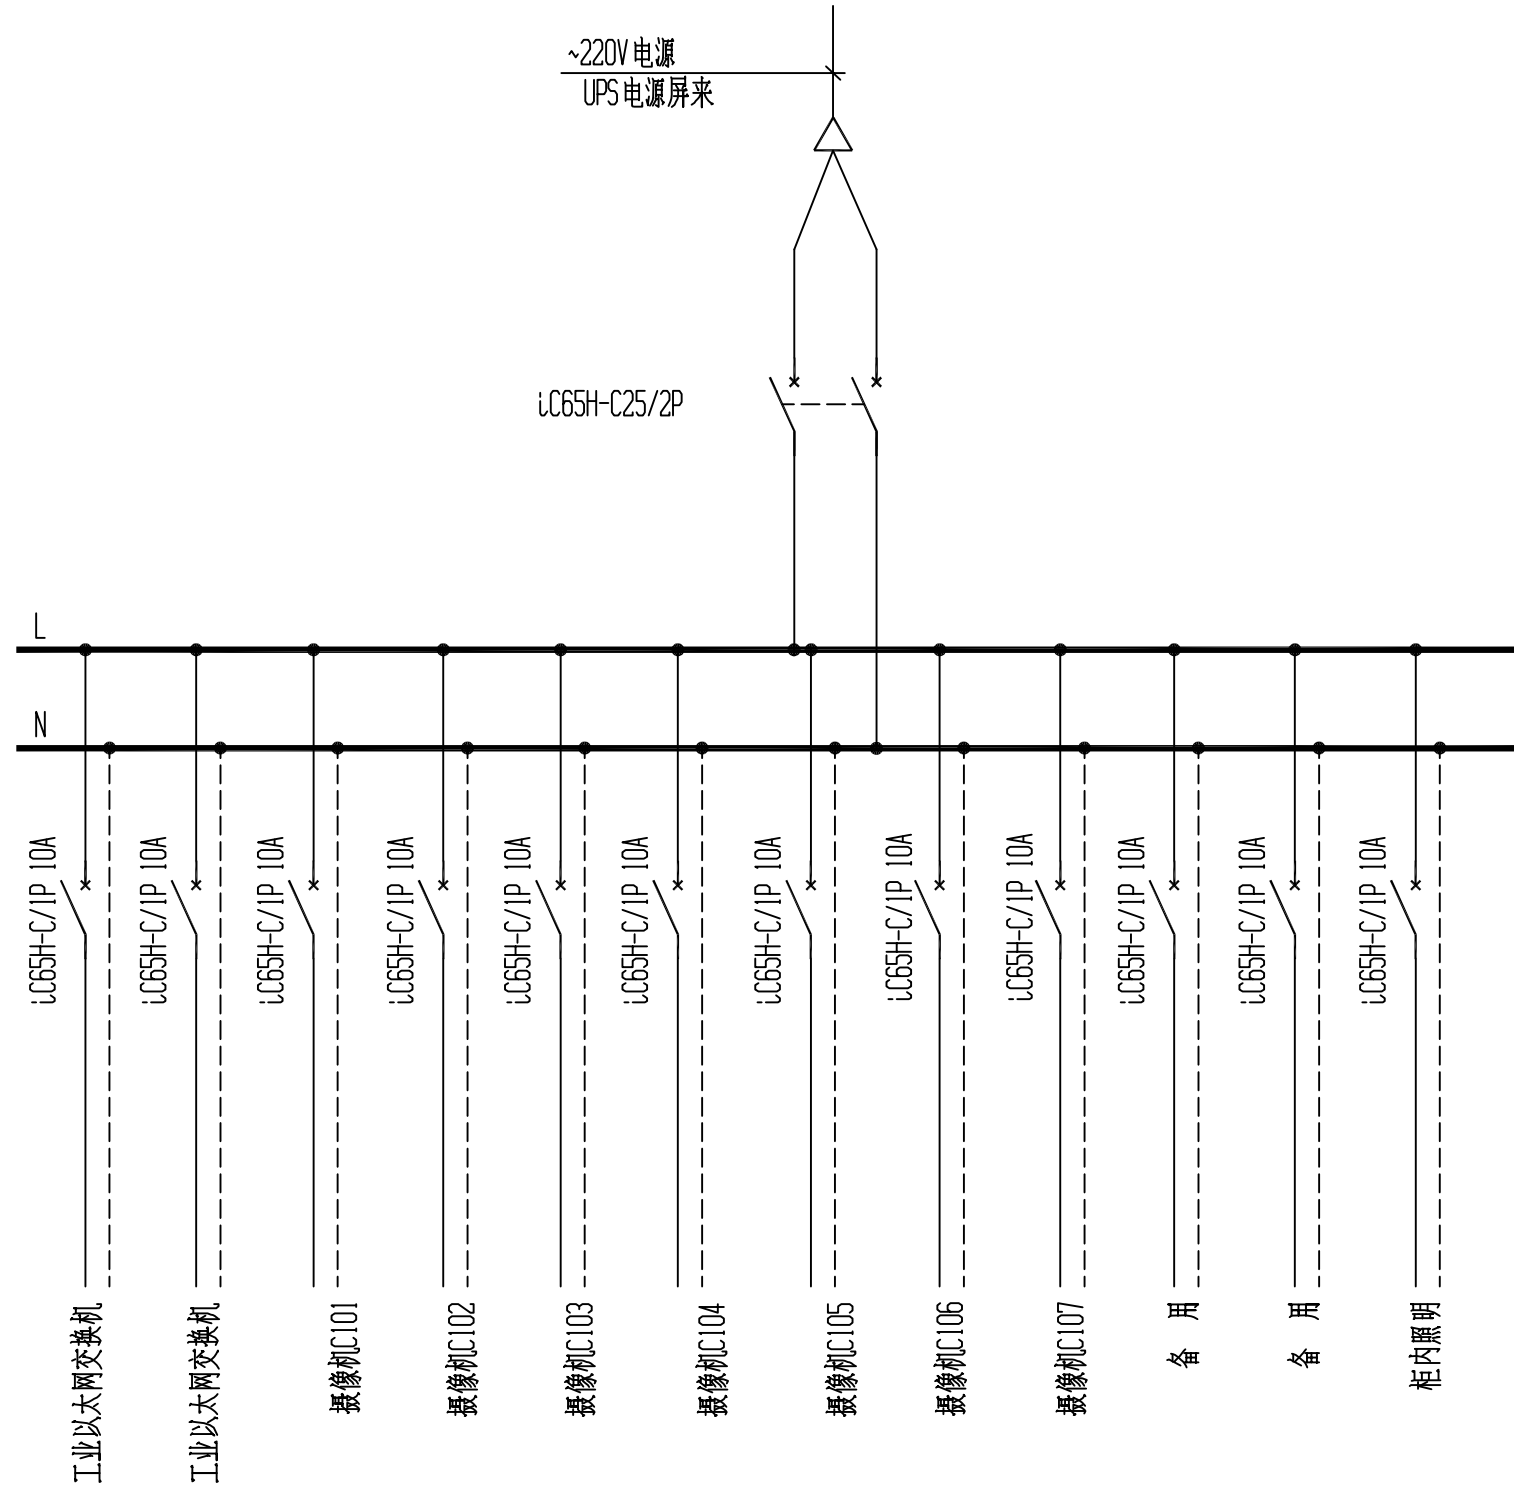 ~220V电源
UPS电源屏来
iC65H-C25/2P
L
N
iC65H-C/1P 10A
iC65H-C/1P 10A
iC65H-C/1P 10A
iC65H-C/1P 10A
iC65H-C/1P 10A
iC65H-C/1P 10A
iC65H-C/1P 10A
iC65H-C/1P 10A
iC65H-C/1P 10A
iC65H-C/1P 10A
iC65H-C/1P 10A
iC65H-C/1P 10A
工业以太网交换机
工业以太网交换机
摄像机C101
摄像机C102
摄像机C103
摄像机C104
摄像机C105
摄像机C106
摄像机C107
备 用
备 用
柜内照明